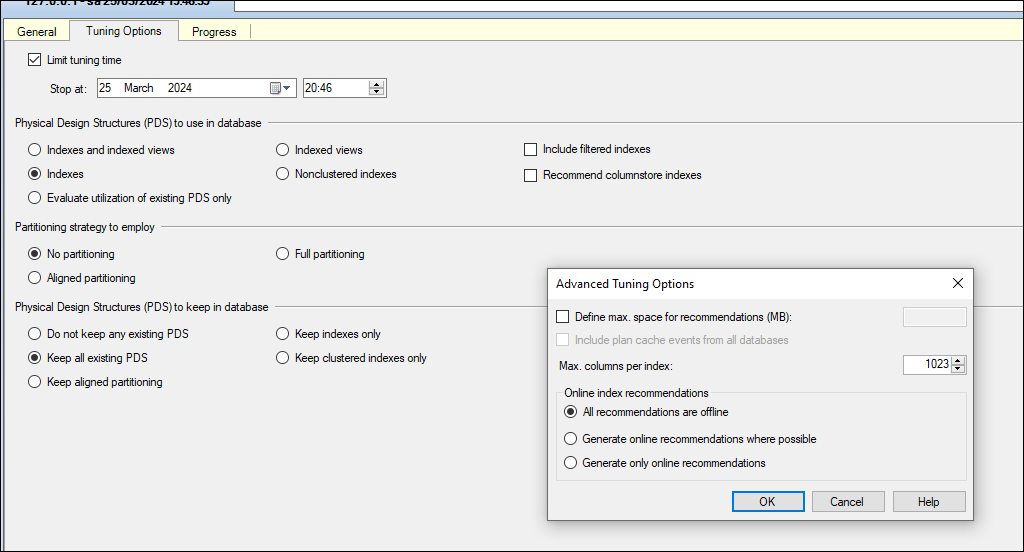 127.0.0.1 - sa 25/03/2024 15:46:35
General Tuning Options Progress
Limit tuning time
Stop at: 25 March 2024 20:46
Physical Design Structures (PDS) to use in database
Indexes and indexed views Indexed views Include filtered indexes
Indexes Nonclustered indexes Recommend columnstore indexes
Evaluate utilization of existing PDS only
Partitioning strategy to employ
No partitioning Full partitioning
Aligned partitioning
Physical Design Structures (PDS) to keep in database
Do not keep any existing PDS Keep indexes only
Keep all existing PDS Keep clustered indexes only
Keep aligned partitioning
Advanced Tuning Options
Define max. space for recommendations (MB):
Include plan cache events from all databases
Max. columns per index: 1023
Online index recommendations
All recommendations are offline
Generate online recommendations where possible
Generate only online recommendations
OK Cancel Help